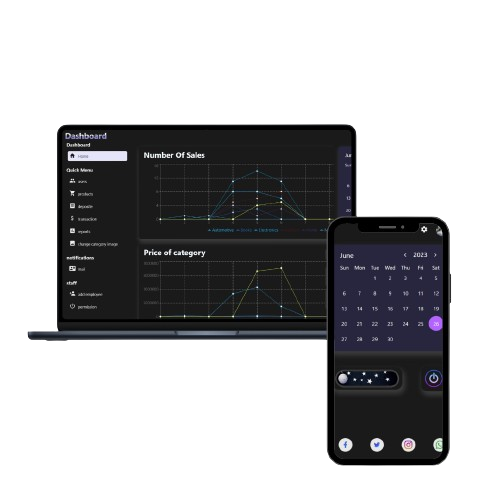 Dashboard
Dashboard
Home
Quick Menu
users
products
deposite
transaction
reports
change category image
notifications
mail
staff
add employee
permission
Number Of Sales
Automotive
Price of category
June 2023
Sun Mon Tue Wed Thu Fri Sat
1 2 3 4 5
6 7 8 9 10 11 12
13 14 15 16 17 18 19
20 21 22 23 24 25 26
27 28 29 30